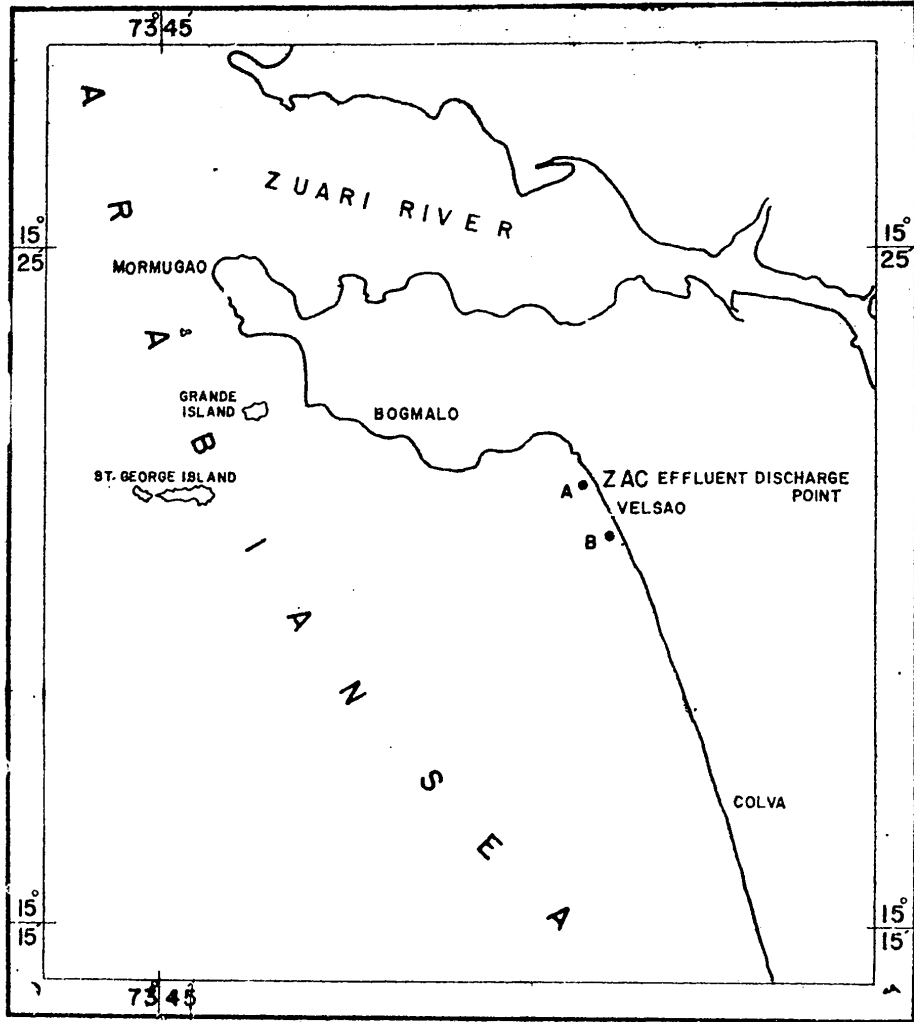 73° 45'
ZUARI RIVER
15° 25'
15° 25'
MORMUGAO
ARABIAN SEA
GRANDE
ISLAND
BOGMALO
ST. GEORGE ISLAND
ZAC EFFLUENT DISCHARGE
POINT
A
VELSAO
B
COLVA
15° 15'
15° 15'
73° 45'